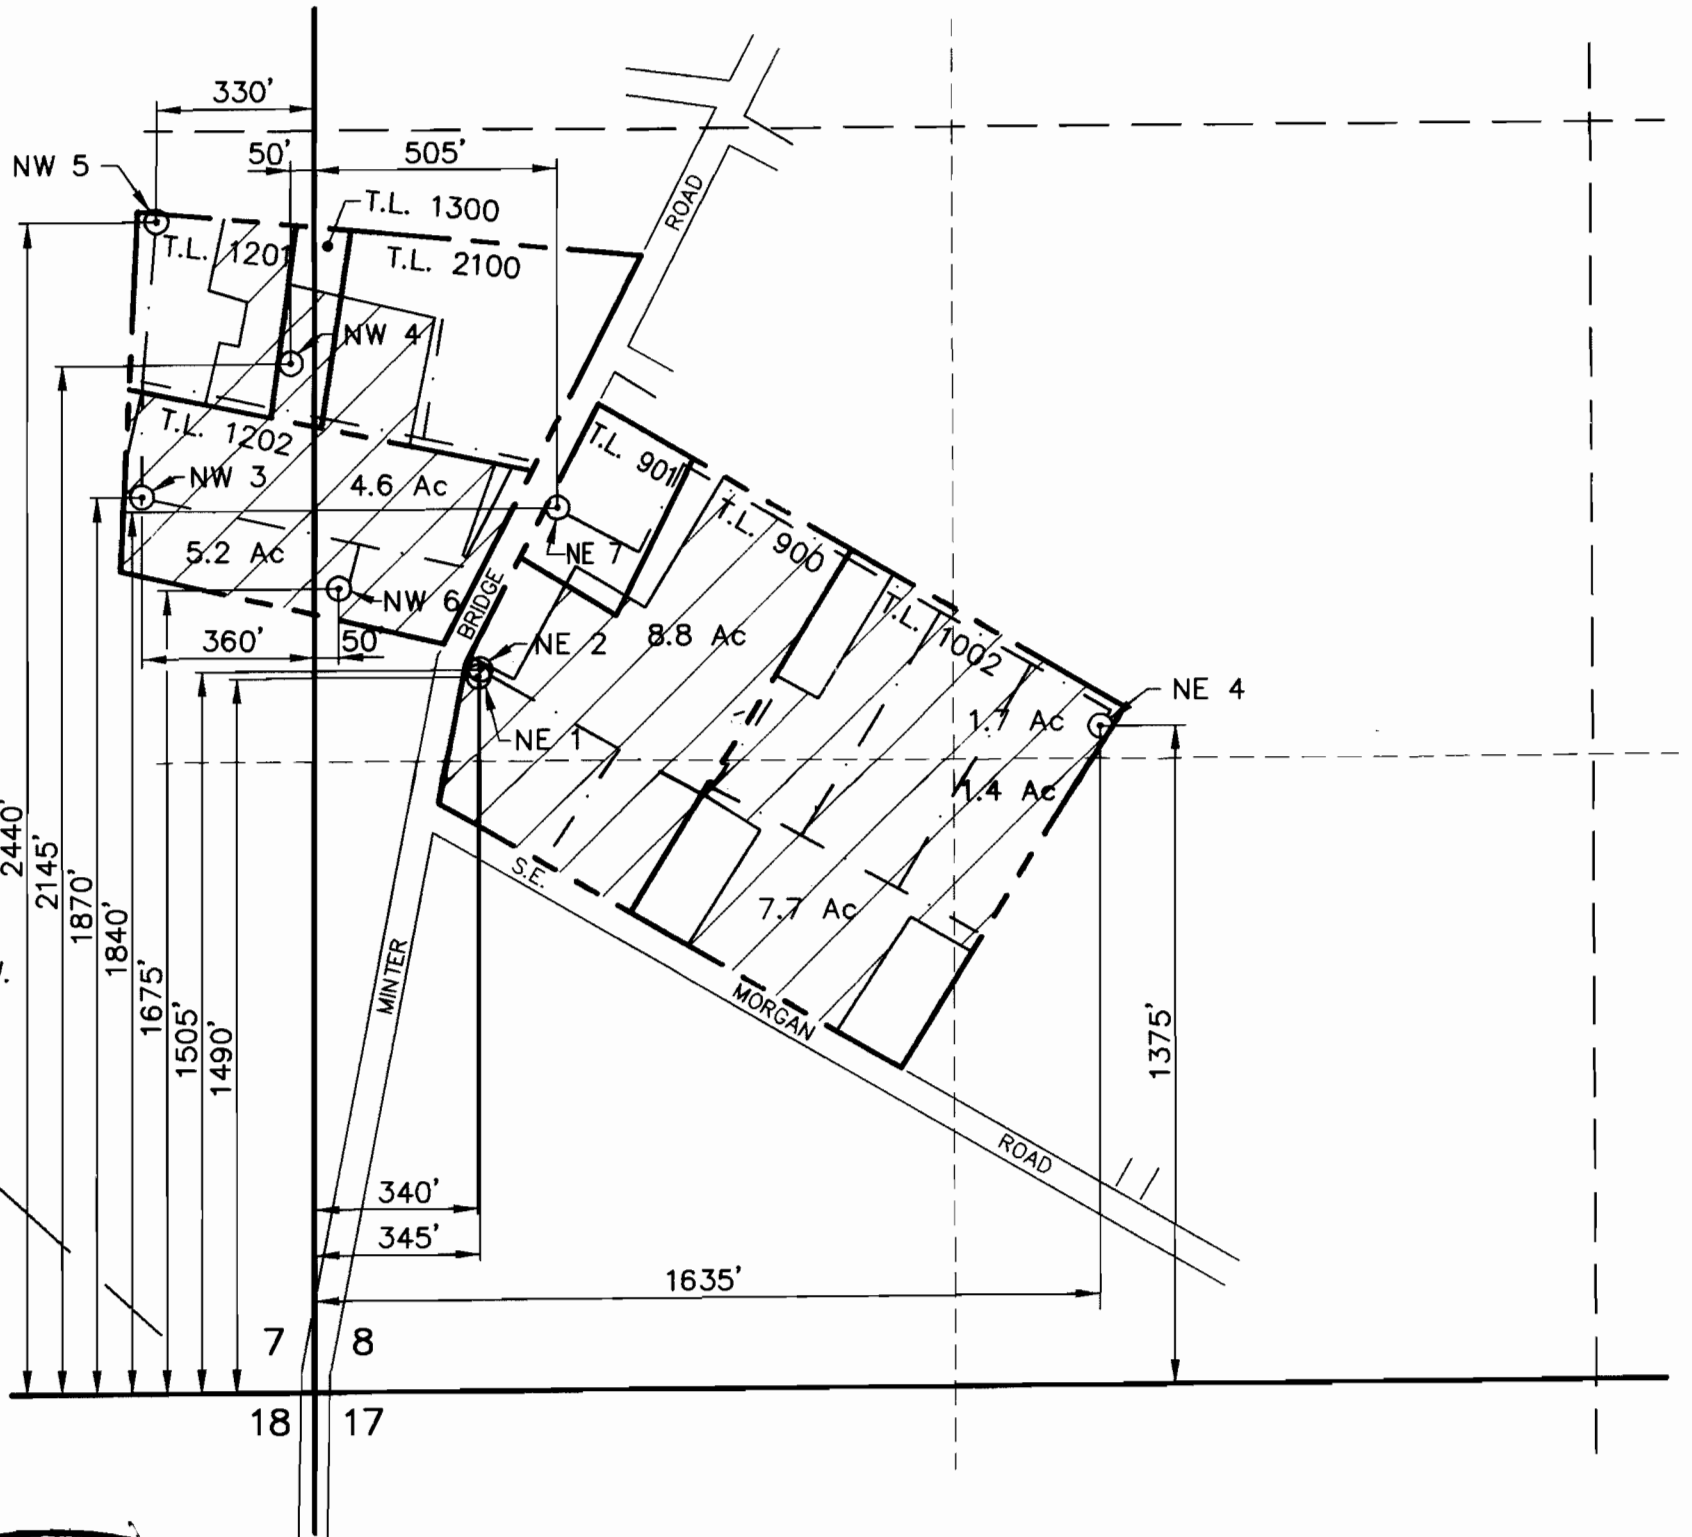 330'
50'
505'
NW 5
ROAD
T.L. 1300
T.L. 1201
T.L. 2100
NW 4
T.L. 1202
T.L. 901
NW 3
4.6 Ac
T.L. 900
5.2 Ac
NE 7
NW 6
BRIDGE
T.L. 1002
360'
50'
NE 2
8.8 Ac
NE 4
1.7 Ac
NE 1
1.4 Ac
2440'
2145'
1870'
1840'
1675'
1505'
1490'
S.E.
7.7 Ac
MINTER
MORGAN
1375'
ROAD
340'
345'
1635'
7
8
18
17